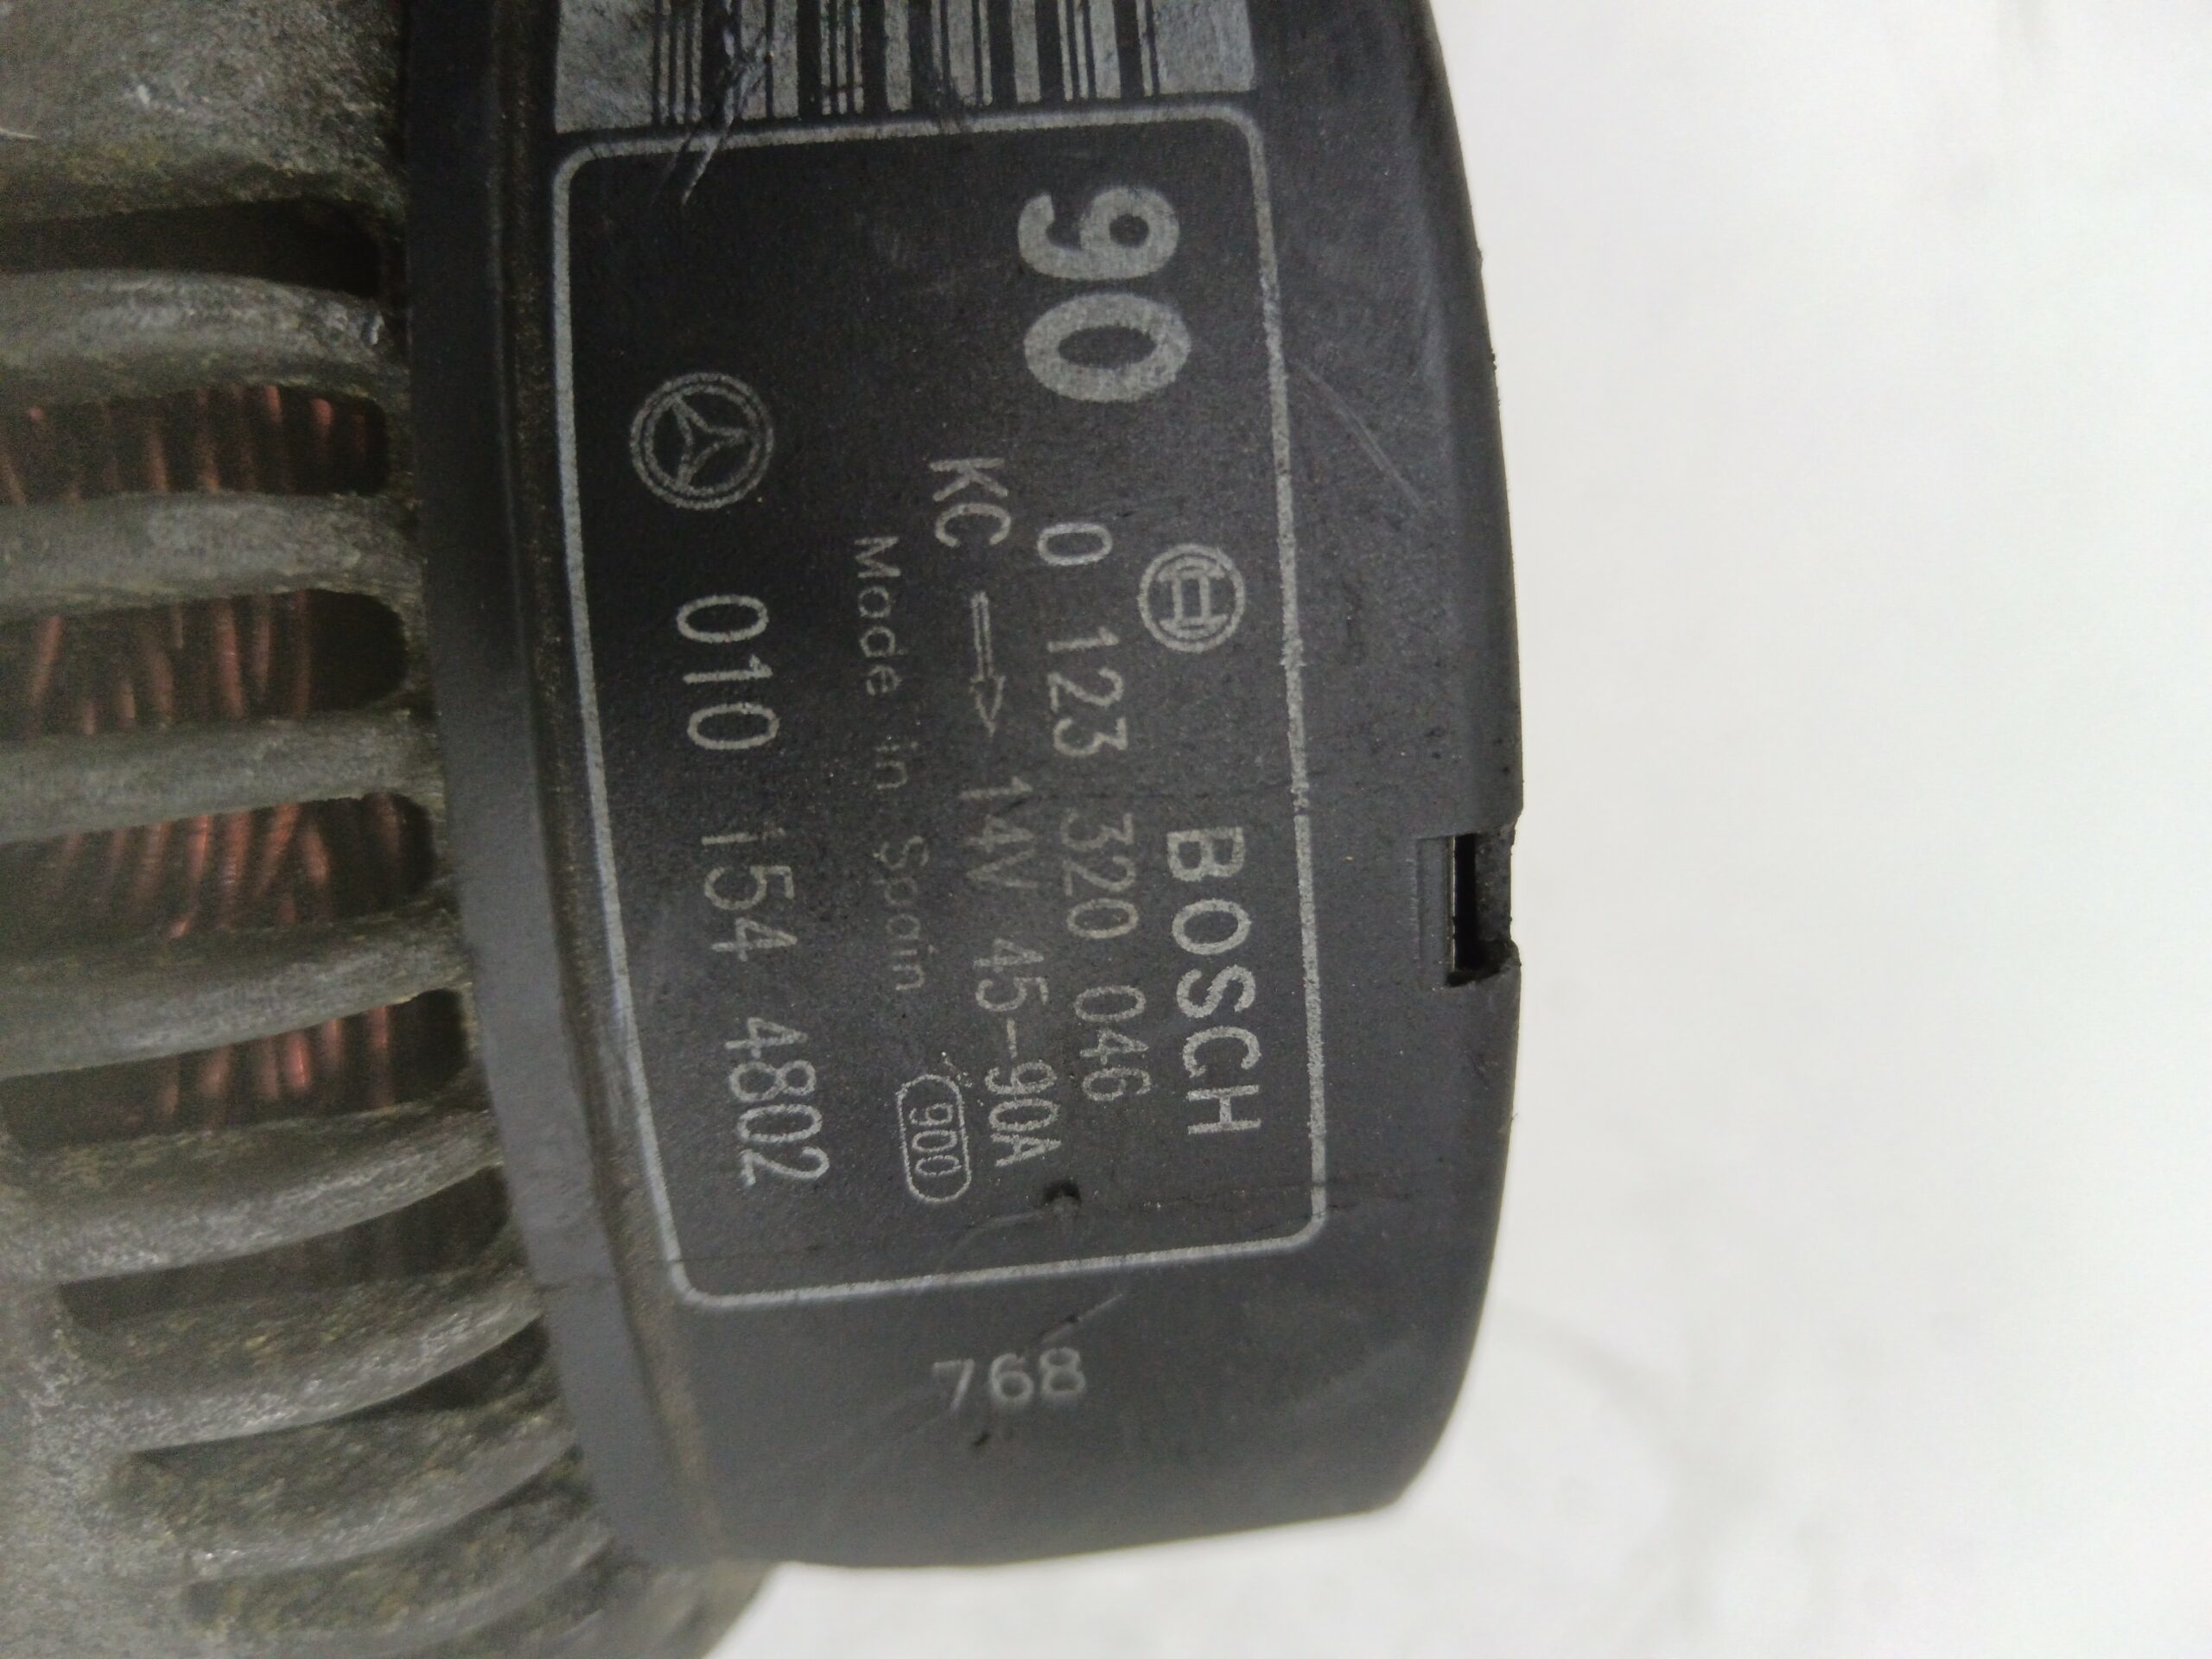 90
BOSCH
0 123 320 046
KC → 14V 45-90A
Made in Spain 900
010 154 4802
768